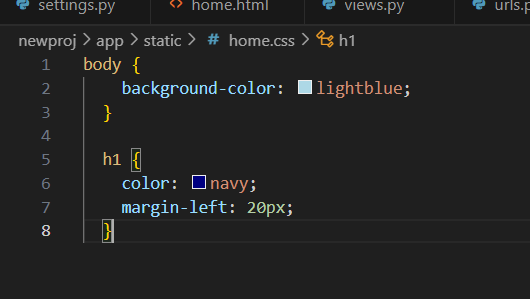 settings.py home.html views.py urls.p
newproj > app > static > # home.css > h1
1 body {
2 background-color: lightblue;
3 }
4
5 h1 {
6 color: navy;
7 margin-left: 20px;
8 }